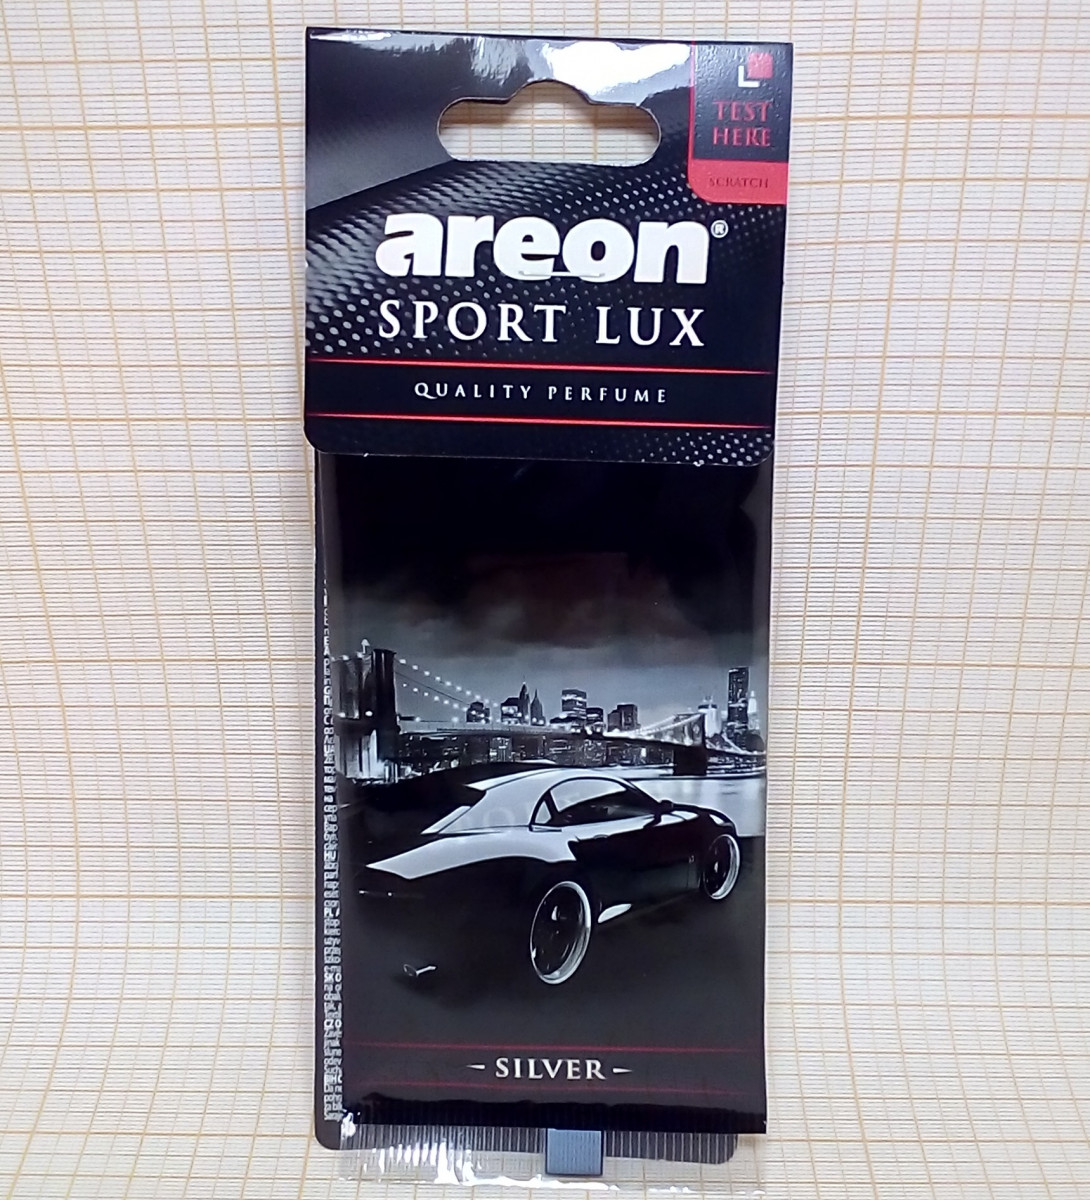 TEST
HERE
SCRATCH
areon®
SPORT LUX
QUALITY PERFUME
- SILVER -